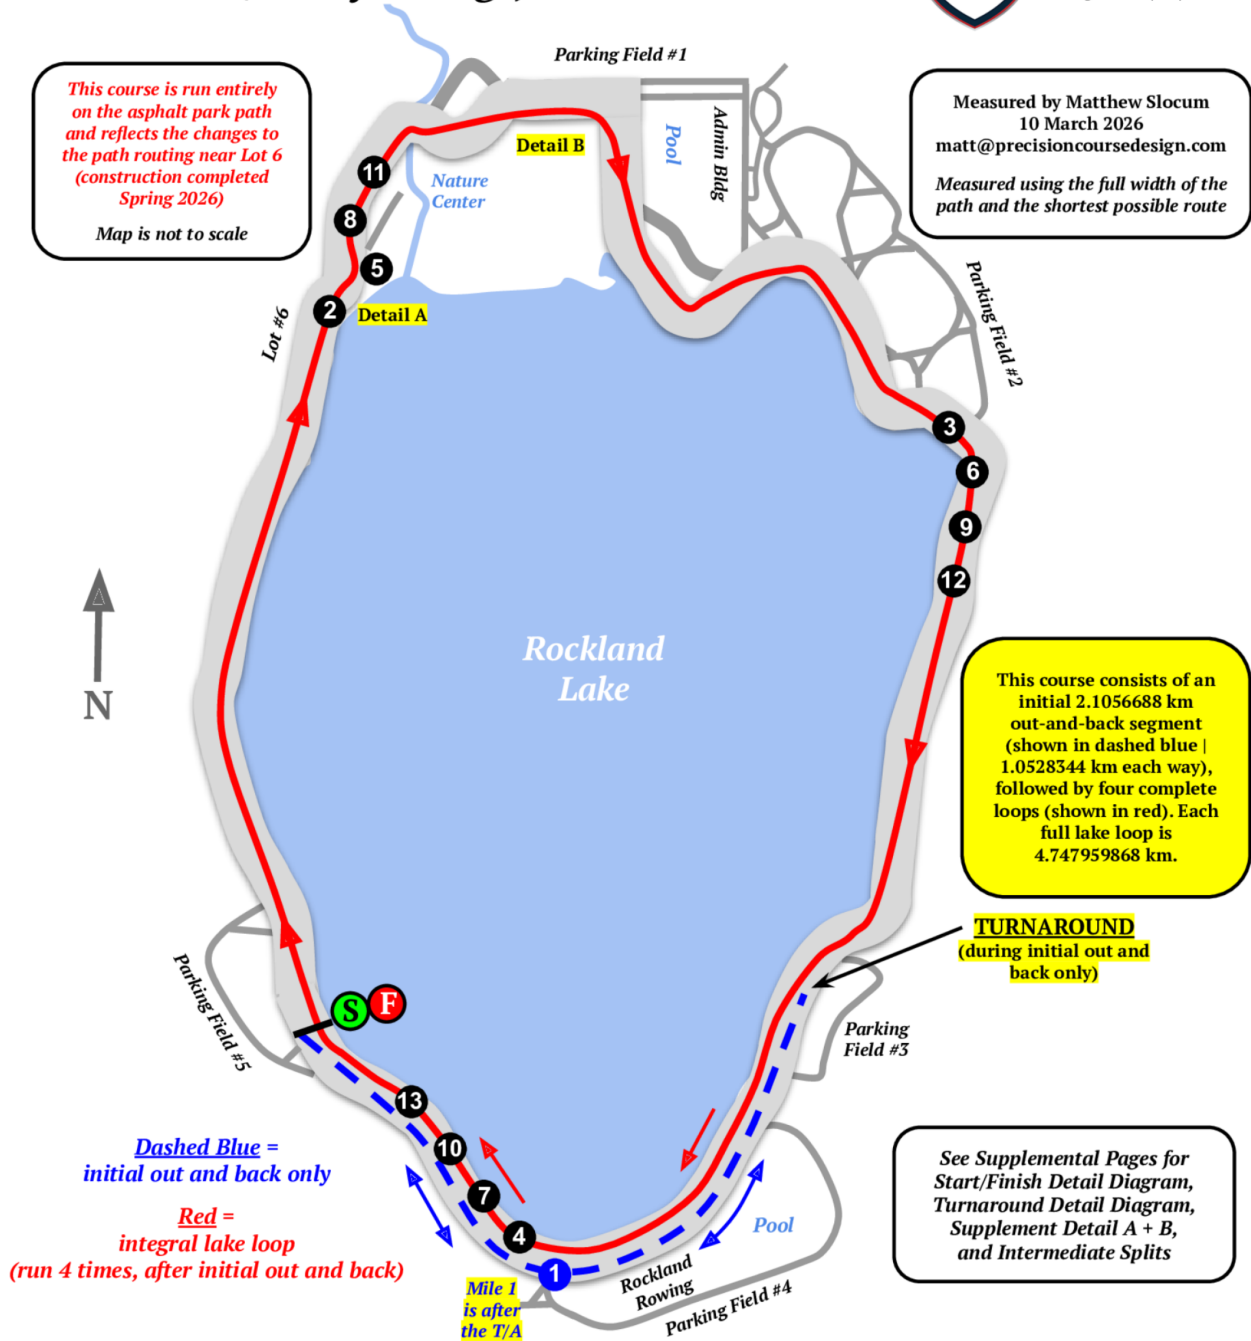 Parking Field #1
This course is run entirely
on the asphalt park path
and reflects the changes to
the path routing near Lot 6
(construction completed
Spring 2026)
Map is not to scale
Measured by Matthew Slocum
10 March 2026
matt@precisioncoursedesign.com
Measured using the full width of the
path and the shortest possible route
Detail B
Pool
Admin Bldg
11
Nature
Center
8
5
2
Detail A
Lot #6
Parking Field #2
3
6
9
12
N
Rockland
Lake
This course consists of an
initial 2.1056688 km
out-and-back segment
(shown in dashed blue |
1.0528344 km each way),
followed by four complete
loops (shown in red). Each
full lake loop is
4.747959868 km.
TURNAROUND
(during initial out and
back only)
S
F
Parking Field #5
Parking
Field #3
13
10
7
4
1
Dashed Blue =
initial out and back only
Red =
integral lake loop
(run 4 times, after initial out and back)
Mile 1
is after
the T/A
Pool
Rockland
Rowing
Parking Field #4
See Supplemental Pages for
Start/Finish Detail Diagram,
Turnaround Detail Diagram,
Supplement Detail A + B,
and Intermediate Splits